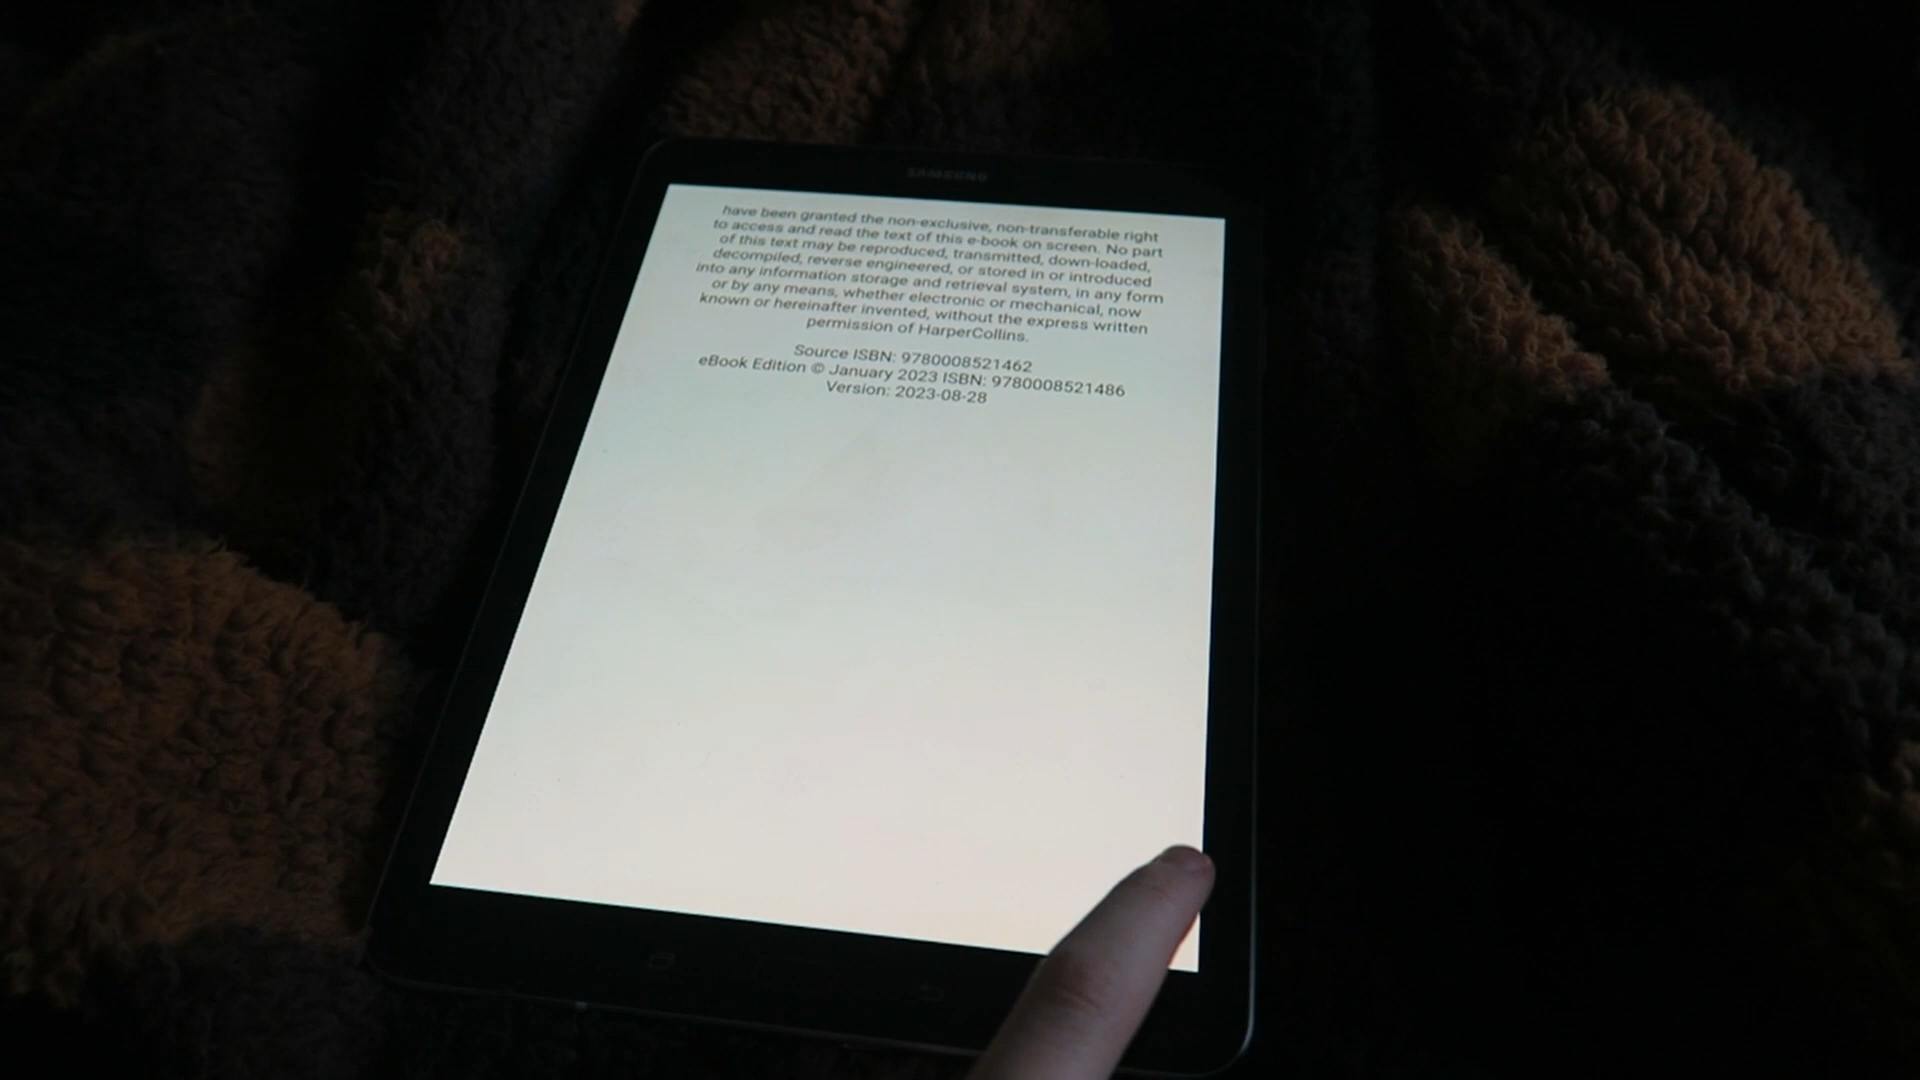 SAMSUNG
have been granted the non-exclusive, non-transferable right
to access and read the text of this e-book on screen. No part
of this text may be reproduced, transmitted, down-loaded,
decompiled, reverse engineered, or stored in or introduced
into any information storage and retrieval system, in any form
or by any means, whether electronic or mechanical, now
known or hereinafter invented, without the express written
permission of HarperCollins.
Source ISBN: 9780008521462
eBook Edition © January 2023 ISBN: 9780008521486
Version: 2023-08-28